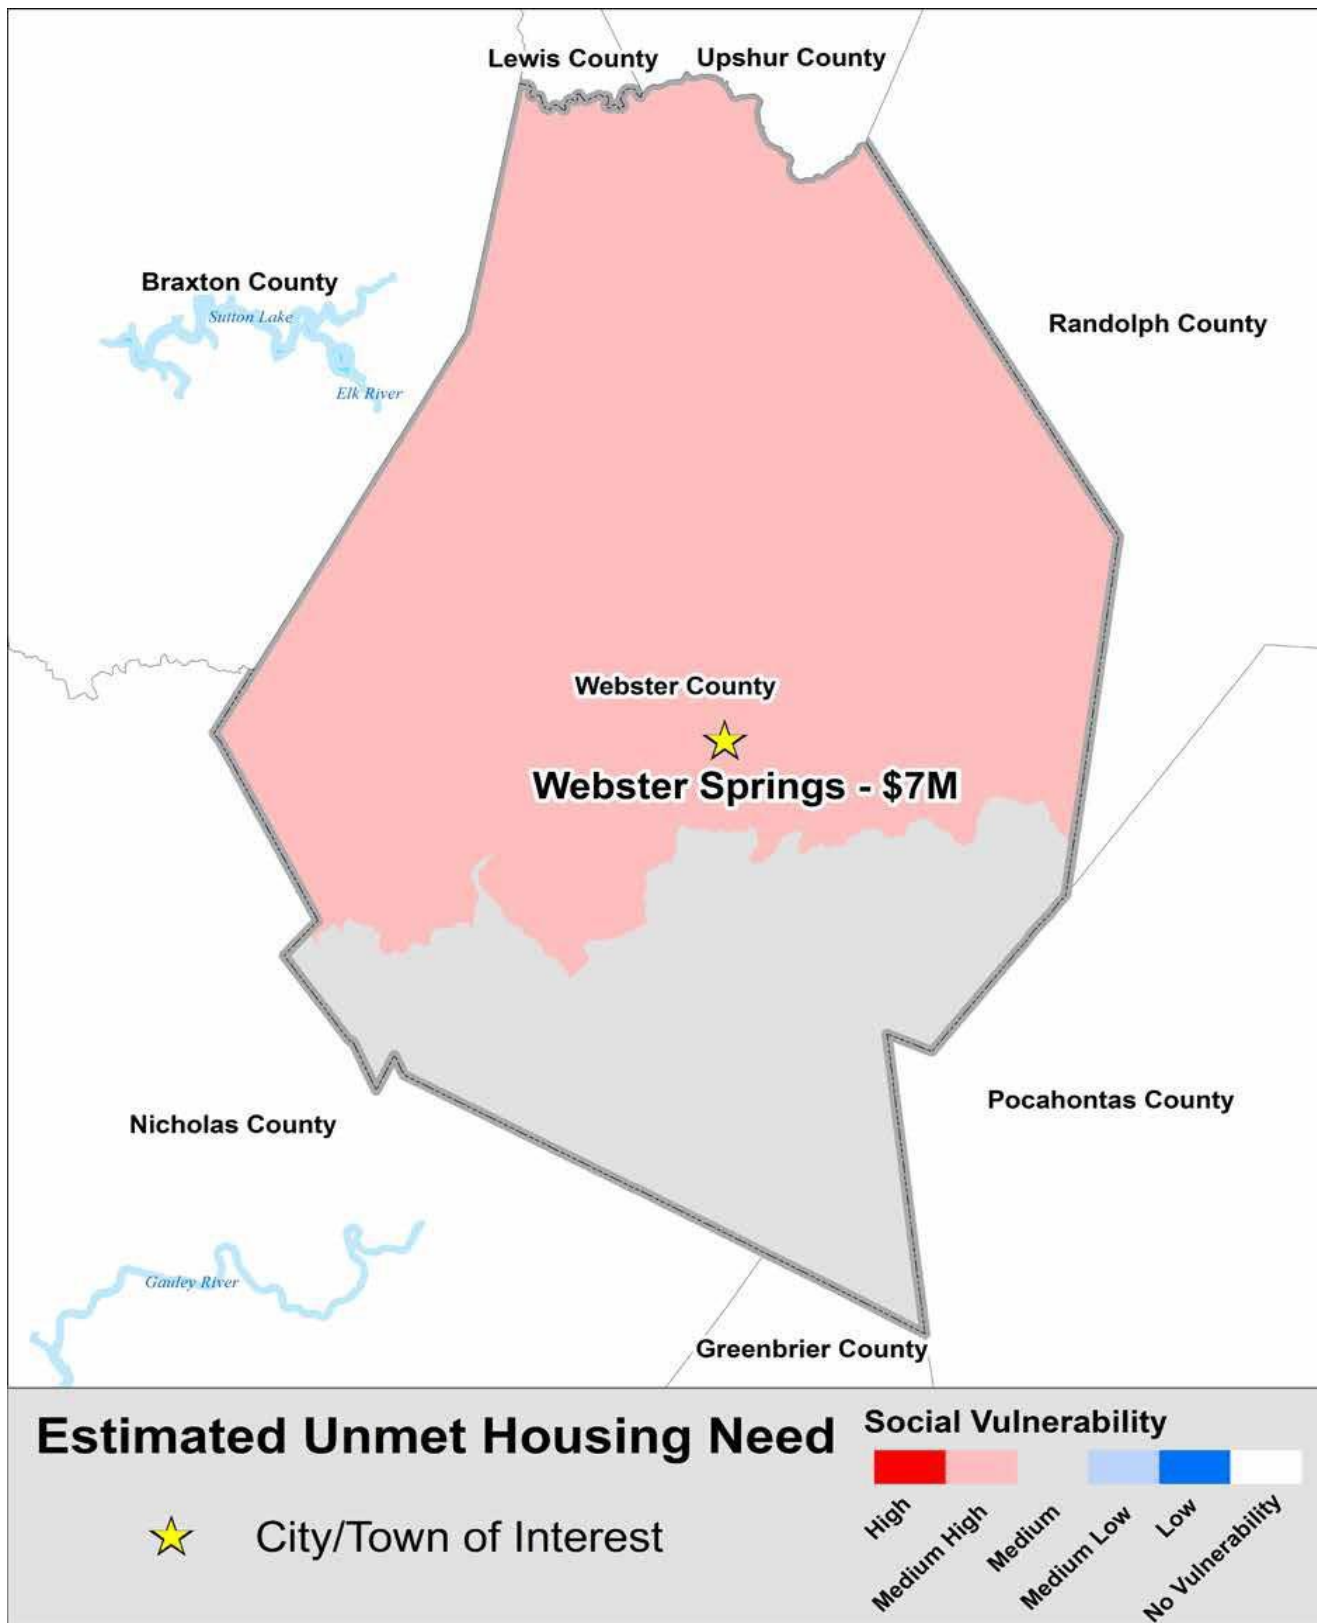 Lewis County
Upshur County
Braxton County
Sutton Lake
Elk River
Randolph County
Webster County
Webster Springs - $7M
Nicholas County
Pocahontas County
Gauley River
Greenbrier County
Estimated Unmet Housing Need
City/Town of Interest
Social Vulnerability
High
Medium High
Medium
Medium Low
Low
No Vulnerability